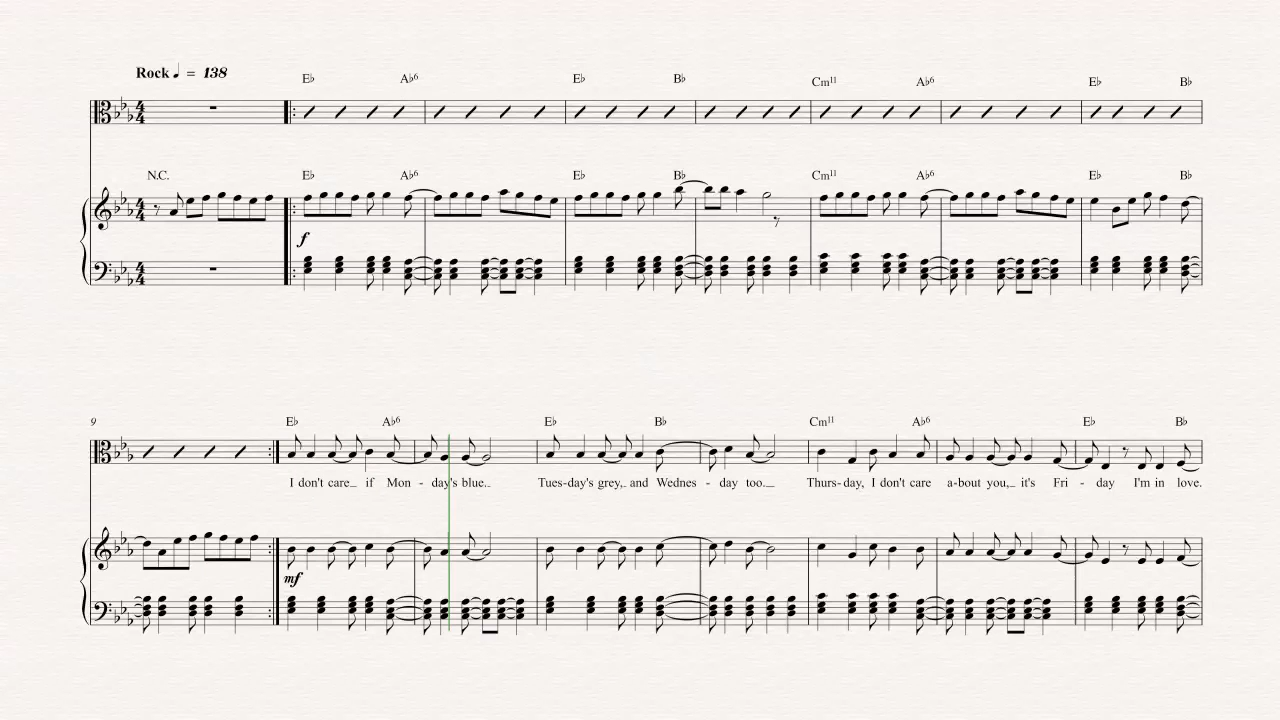 Rock ♩ = 138
E♭ A♭6 E♭ B♭ Cm11 A♭6 E♭ B♭
N.C. E♭ A♭6 E♭ B♭ Cm11 A♭6 E♭ B♭
f
9 E♭ A♭6 E♭ B♭ Cm11 A♭6 E♭ B♭
I don't care_ if Mon - day's blue._ Tues-day's grey,_ and Wednes - day too._ Thurs-day, I don't care a-bout you,_ it's Fri - day I'm in love.
mf